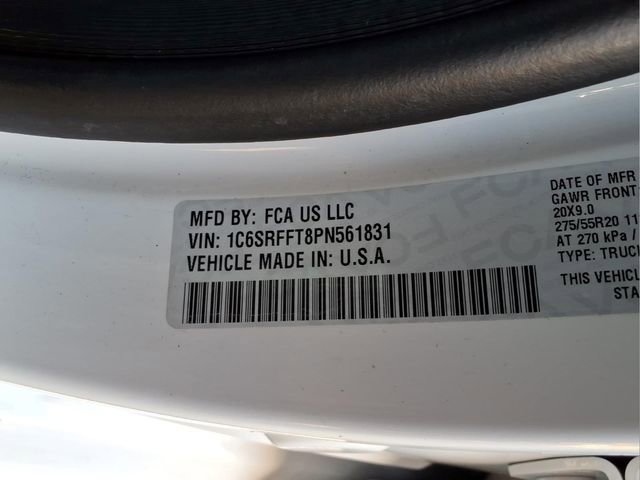 MFD BY: FCA US LLC
VIN: 1C6SRFFT8PN561831
VEHICLE MADE IN: U.S.A.
DATE OF MFR
GAWR FRONT
20X9.0
275/55R20 11
AT 270 kPa /
TYPE: TRUC
THIS VEHICL
STA